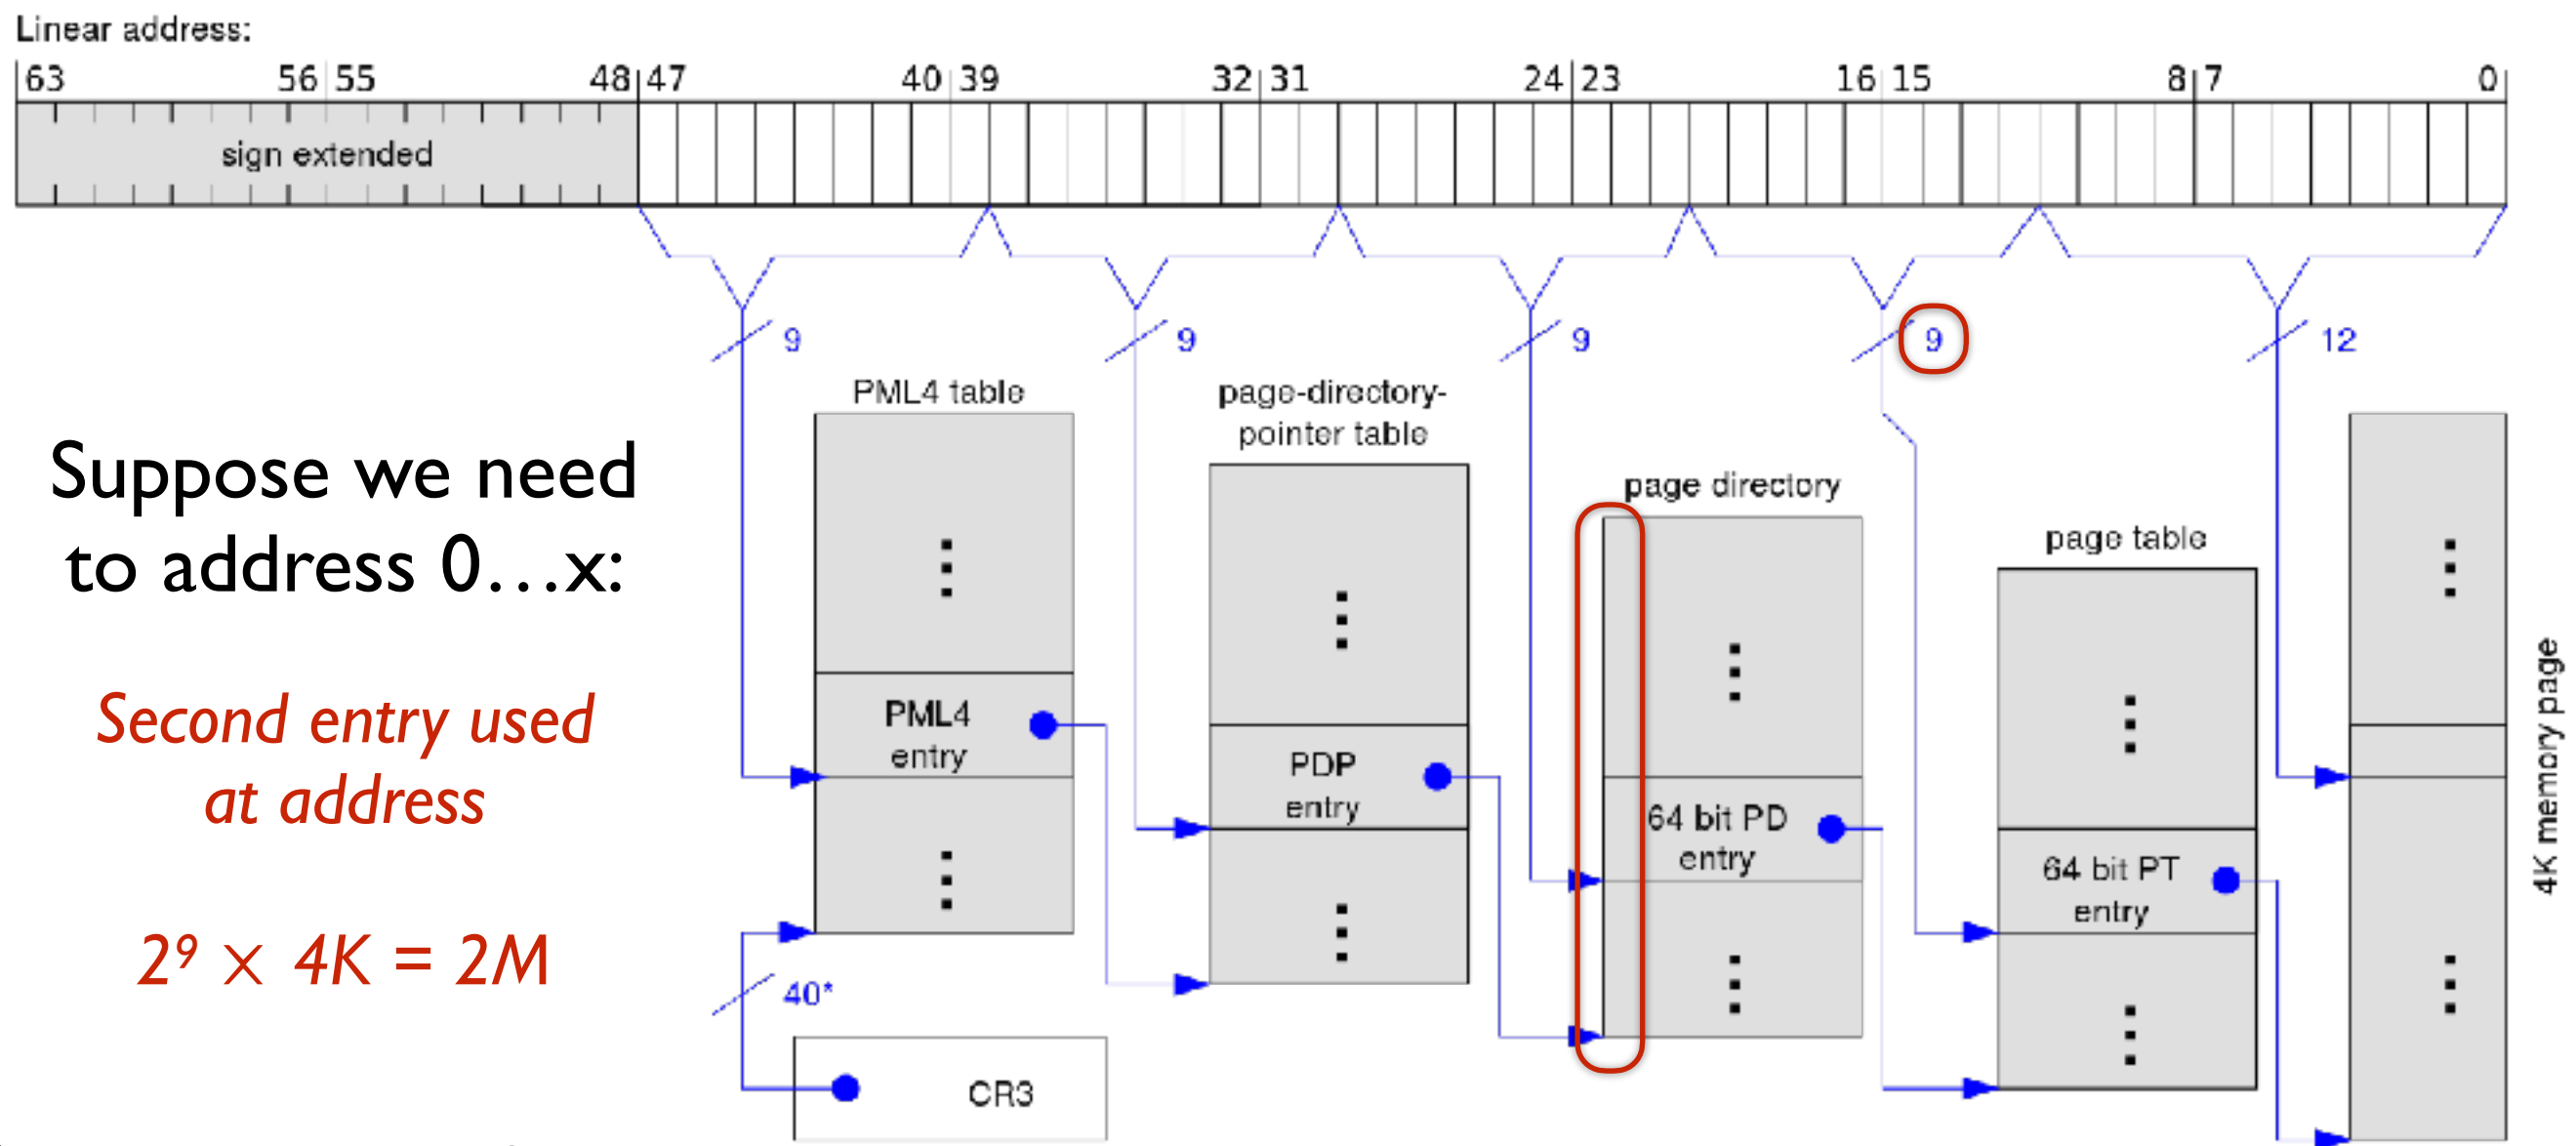 Linear address:
63 56 55 48 47 40 39 32 31 24 23 16 15 8 7 0
sign extended
9 9 9 9 12
PML4 table
page-directory-
pointer table
page directory
page table
Suppose we need
to address 0…x:
Second entry used
at address
2⁹ × 4K = 2M
PML4
entry
PDP
entry
64 bit PD
entry
64 bit PT
entry
4K memory page
40*
CR3